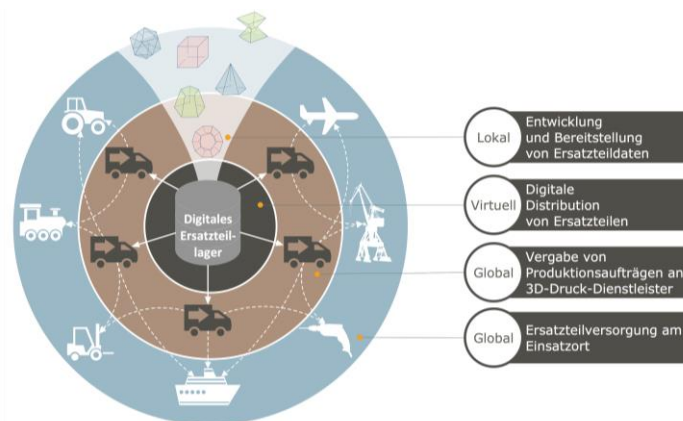 Digitales
Ersatzteil-
lager
Lokal
Entwicklung
und Bereitstellung
von Ersatzteildaten
Virtuell
Digitale
Distribution
von Ersatzteilen
Global
Vergabe von
Produktionsaufträgen an
3D-Druck-Dienstleister
Global
Ersatzteilversorgung am
Einsatzort